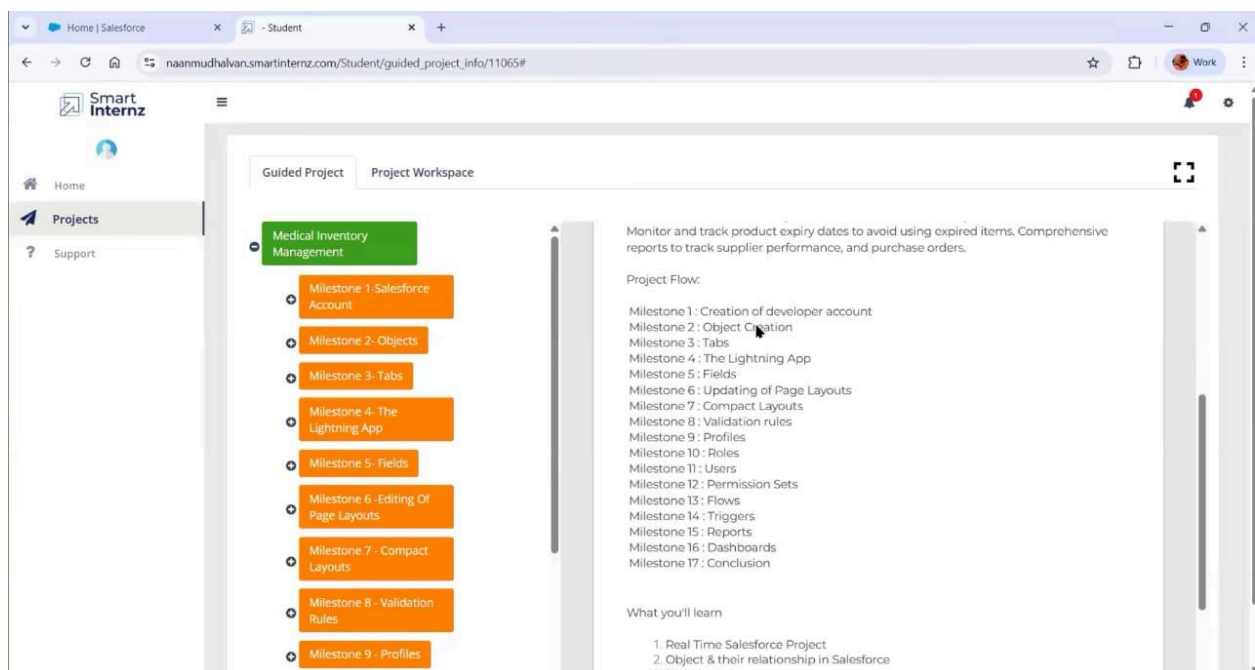 Home | Salesforce
- Student
naanmudhalvan.smartinternz.com/Student/guided_project_info/11065#
Work
Smart
Internz
1
Home
Projects
Support
Guided Project
Project Workspace
Medical Inventory
Management
Milestone 1-Salesforce
Account
Milestone 2- Objects
Milestone 3- Tabs
Milestone 4- The
Lightning App
Milestone 5- Fields
Milestone 6 -Editing Of
Page Layouts
Milestone 7 - Compact
Layouts
Milestone 8 - Validation
Rules
Milestone 9 - Profiles
Monitor and track product expiry dates to avoid using expired items. Comprehensive
reports to track supplier performance, and purchase orders.
Project Flow:
Milestone 1 : Creation of developer account
Milestone 2 : Object Creation
Milestone 3 : Tabs
Milestone 4 : The Lightning App
Milestone 5 : Fields
Milestone 6 : Updating of Page Layouts
Milestone 7 : Compact Layouts
Milestone 8 : Validation rules
Milestone 9 : Profiles
Milestone 10 : Roles
Milestone 11 : Users
Milestone 12 : Permission Sets
Milestone 13 : Flows
Milestone 14 : Triggers
Milestone 15 : Reports
Milestone 16 : Dashboards
Milestone 17 : Conclusion
What you'll learn
1. Real Time Salesforce Project
2. Object & their relationship in Salesforce